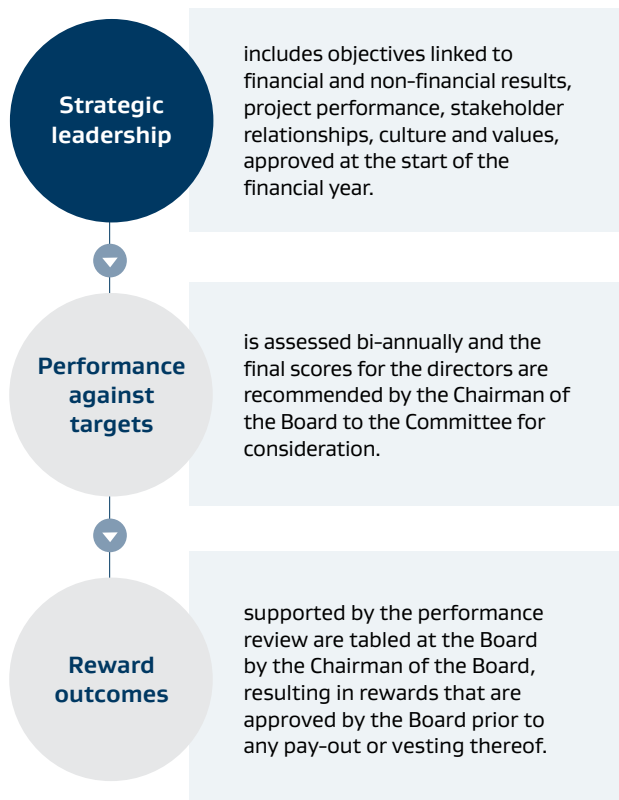 Strategic
leadership
includes objectives linked to
financial and non-financial results,
project performance, stakeholder
relationships, culture and values,
approved at the start of the
financial year.
Performance
against
targets
is assessed bi-annually and the
final scores for the directors are
recommended by the Chairman of
the Board to the Committee for
consideration.
Reward
outcomes
supported by the performance
review are tabled at the Board
by the Chairman of the Board,
resulting in rewards that are
approved by the Board prior to
any pay-out or vesting thereof.